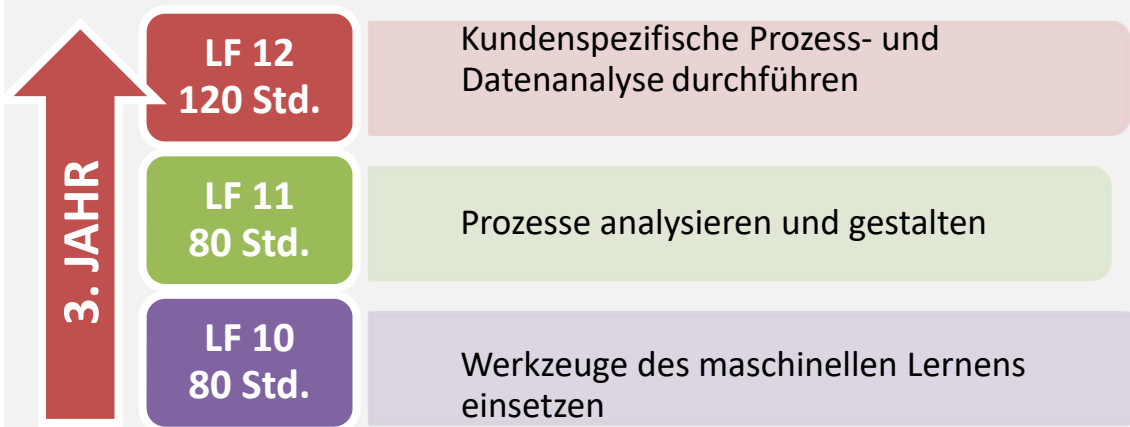 3. JAHR
LF 12
120 Std.
Kundenspezifische Prozess- und
Datenanalyse durchführen
LF 11
80 Std.
Prozesse analysieren und gestalten
LF 10
80 Std.
Werkzeuge des maschinellen Lernens
einsetzen